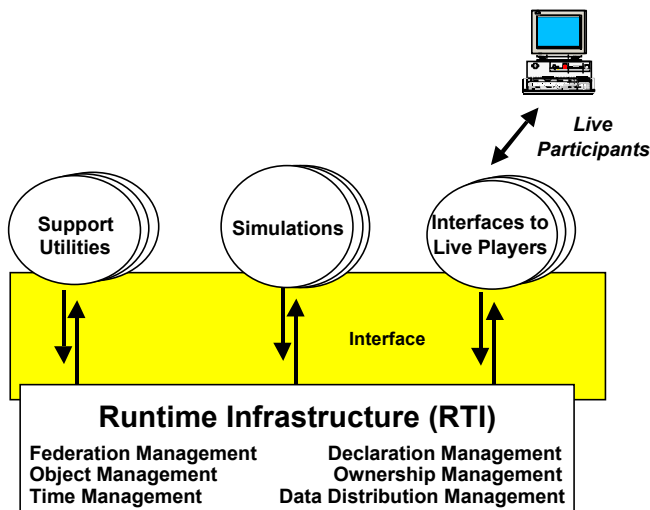 Live
Participants
Support
Utilities
Simulations
Interfaces to
Live Players
Interface
Runtime Infrastructure (RTI)
Federation Management
Declaration Management
Object Management
Ownership Management
Time Management
Data Distribution Management